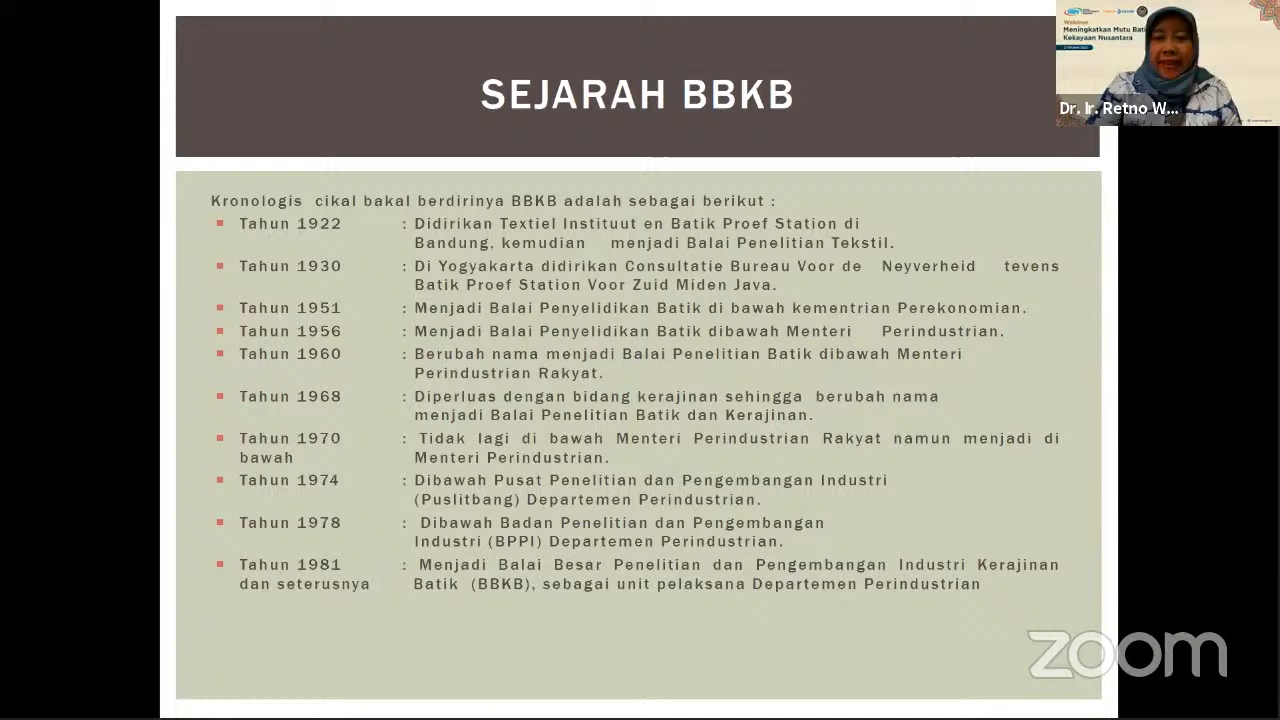 SEJARAH BBKB
Webinar
Meningkatkan Mutu Bati
Kekayaan Nusantara
Dr. Ir. Retno W...
Kronologis cikal bakal berdirinya BBKB adalah sebagai berikut :
Tahun 1922 : Didirikan Textiel Instituut en Batik Proef Station di
Bandung, kemudian menjadi Balai Penelitian Tekstil.
Tahun 1930 : Di Yogyakarta didirikan Consultatie Bureau Voor de Neyverheid tevens
Batik Proef Station Voor Zuid Miden Java.
Tahun 1951 : Menjadi Balai Penyelidikan Batik di bawah kementrian Perekonomian.
Tahun 1956 : Menjadi Balai Penyelidikan Batik dibawah Menteri Perindustrian.
Tahun 1960 : Berubah nama menjadi Balai Penelitian Batik dibawah Menteri
Perindustrian Rakyat.
Tahun 1968 : Diperluas dengan bidang kerajinan sehingga berubah nama
menjadi Balai Penelitian Batik dan Kerajinan.
Tahun 1970 : Tidak lagi di bawah Menteri Perindustrian Rakyat namun menjadi di
bawah Menteri Perindustrian.
Tahun 1974 : Dibawah Pusat Penelitian dan Pengembangan Industri
(Puslitbang) Departemen Perindustrian.
Tahun 1978 : Dibawah Badan Penelitian dan Pengembangan
Industri (BPPI) Departemen Perindustrian.
Tahun 1981 : Menjadi Balai Besar Penelitian dan Pengembangan Industri Kerajinan
dan seterusnya Batik (BBKB), sebagai unit pelaksana Departemen Perindustrian
zoom